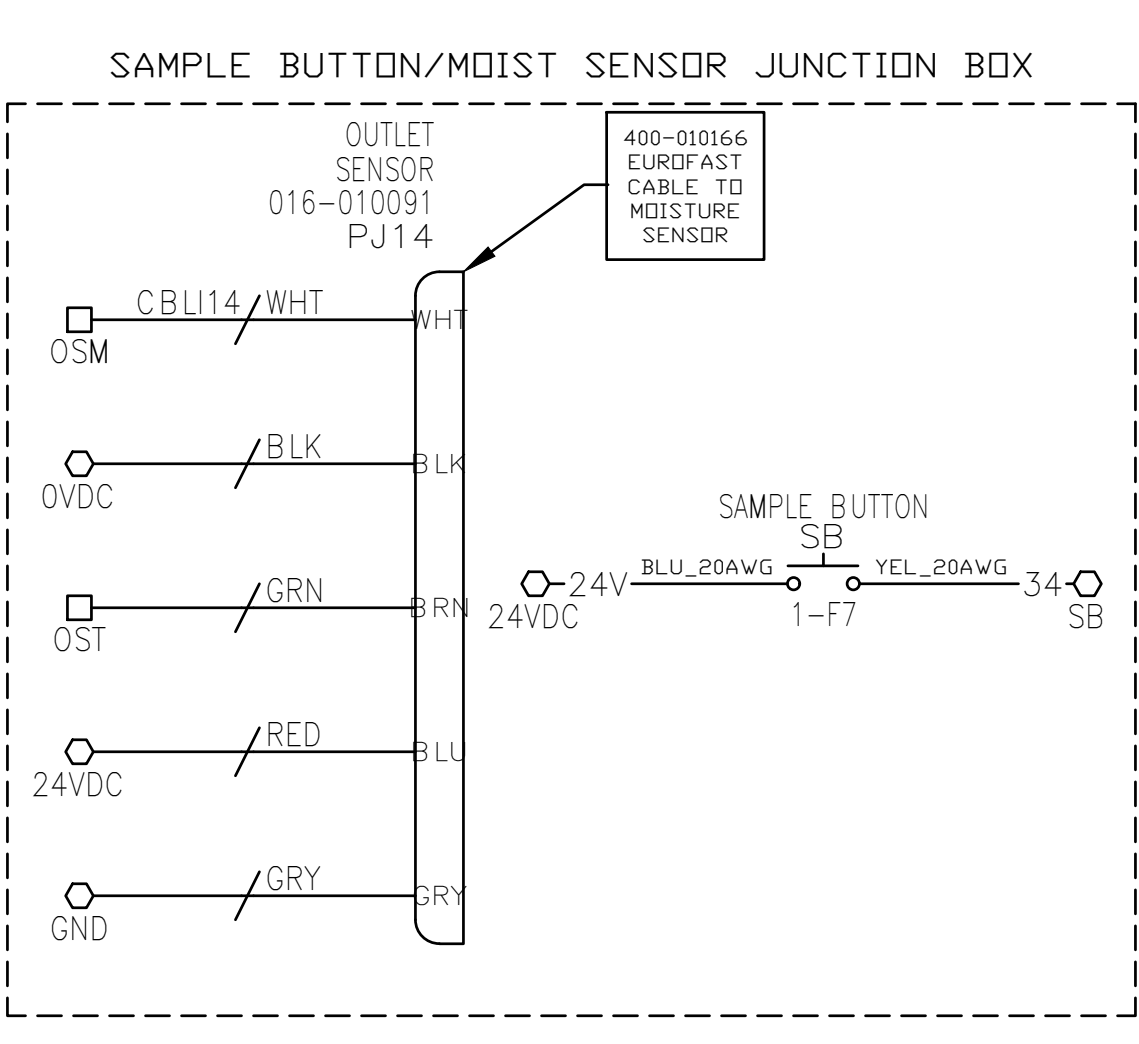 SAMPLE BUTTON/MOIST SENSOR JUNCTION BOX
OUTLET
SENSOR
016-010091
PJ14
400-010166
EUROFAST
CABLE TO
MOISTURE
SENSOR
CBLI14 WHT
WHT
OSM
BLK
BLK
0VDC
GRN
BRN
OST
RED
BLU
24VDC
GRY
GRY
GND
SAMPLE BUTTON
SB
24V
BLU_20AWG
YEL_20AWG
34
24VDC
1-F7
SB